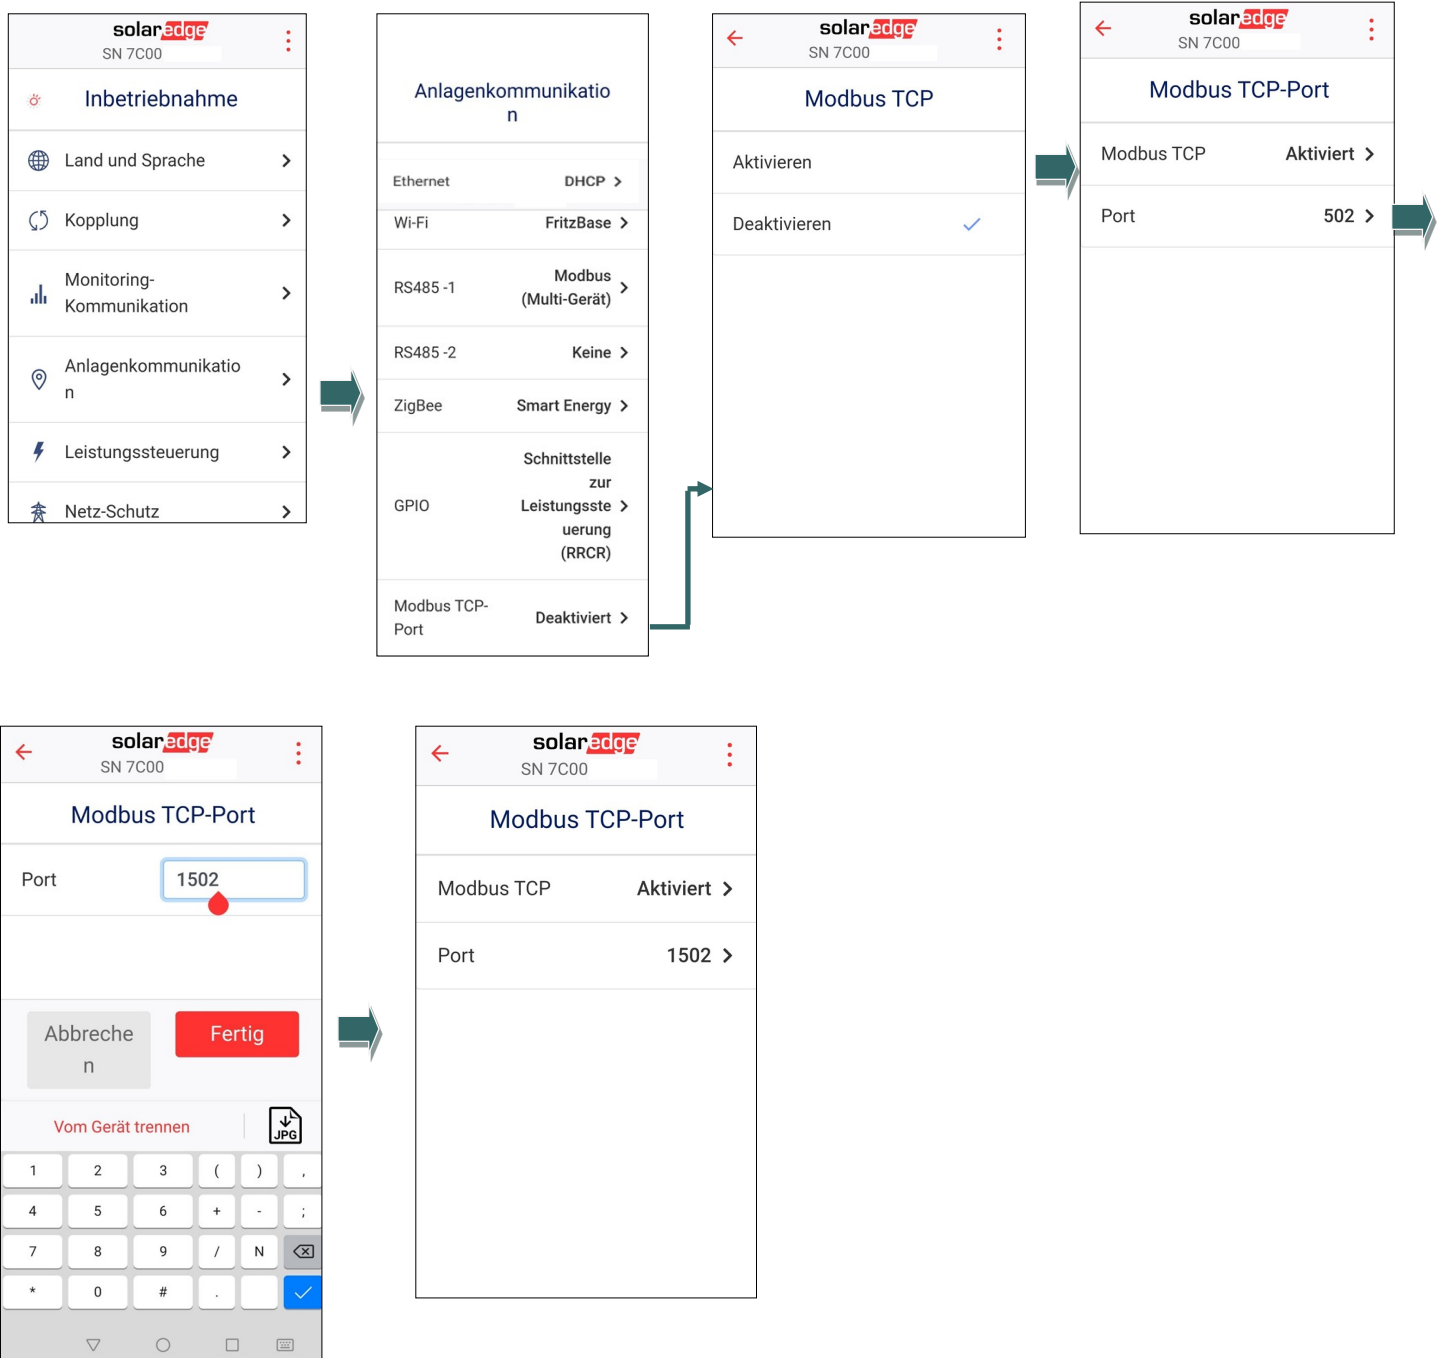 solaredge
SN 7C00
Inbetriebnahme
Land und Sprache
Kopplung
Monitoring-
Kommunikation
Anlagenkommunikatio
n
Leistungssteuerung
Netz-Schutz
Anlagenkommunikatio
n
Ethernet DHCP
Wi-Fi FritzBase
RS485 -1 Modbus
(Multi-Gerät)
RS485 -2 Keine
ZigBee Smart Energy
GPIO Schnittstelle
zur
Leistungsste
uerung
(RRCR)
Modbus TCP-
Port Deaktiviert
solaredge
SN 7C00
Modbus TCP
Aktivieren
Deaktivieren
solaredge
SN 7C00
Modbus TCP-Port
Modbus TCP Aktiviert
Port 502
solaredge
SN 7C00
Modbus TCP-Port
Port 1502
Abbreche
n
Fertig
Vom Gerät trennen JPG
1 2 3 ( ) ,
4 5 6 + - ;
7 8 9 / N
* 0 # .
solaredge
SN 7C00
Modbus TCP-Port
Modbus TCP Aktiviert
Port 1502